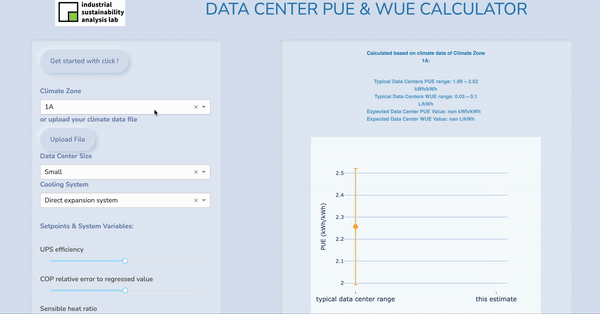 industrial
sustainability
analysis lab
DATA CENTER PUE & WUE CALCULATOR
Get started with click !
Climate Zone
1A
or upload your climate data file
Upload File
Data Center Size
Small
Cooling System
Direct expansion system
Setpoints & System Variables:
UPS efficiency
COP relative error to regressed value
Sensible heat ratio
Calculated based on climate data of Climate Zone
1A:
Typical Data Centers PUE range: 1.99 - 2.52
kWh/kWh
Typical Data Centers WUE range: 0.03 - 0.1
L/kWh
Expected Data Center PUE Value: nan kWh/kWh
Expected Data Center WUE Value: nan L/kWh
PUE (kWh/kWh)
2.5
2.4
2.3
2.2
2.1
2
typical data center range
this estimate